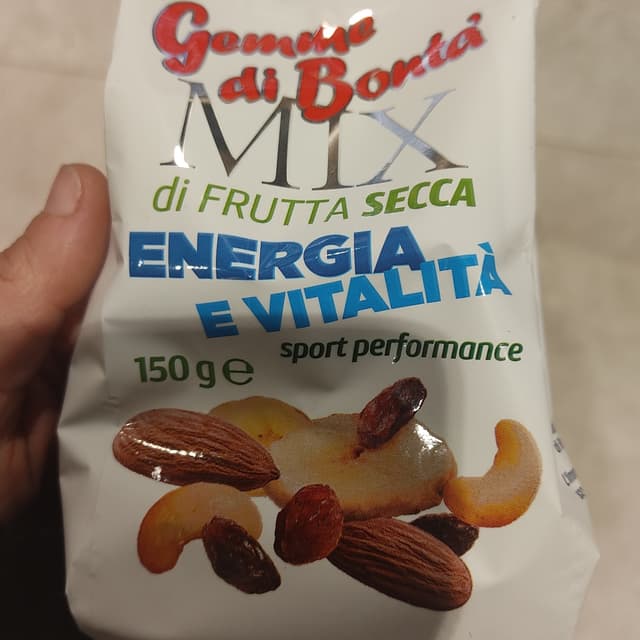 Gemme
di Bontà
MIX
di FRUTTA SECCA
ENERGIA
E VITALITÀ
sport performance
150 g e